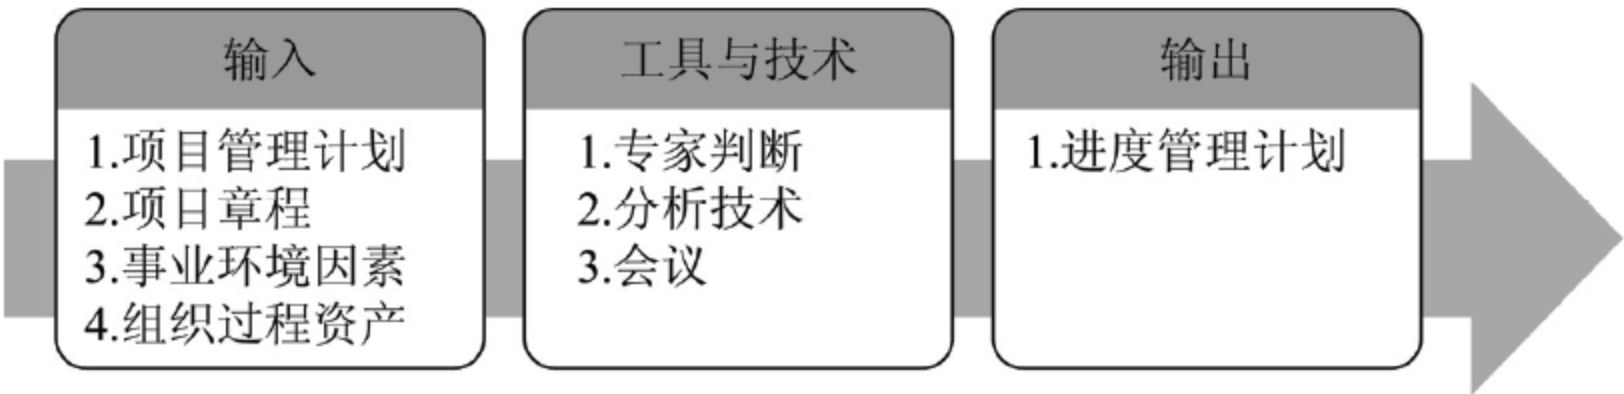 输入
1.项目管理计划
2.项目章程
3.事业环境因素
4.组织过程资产
工具与技术
1.专家判断
2.分析技术
3.会议
输出
1.进度管理计划